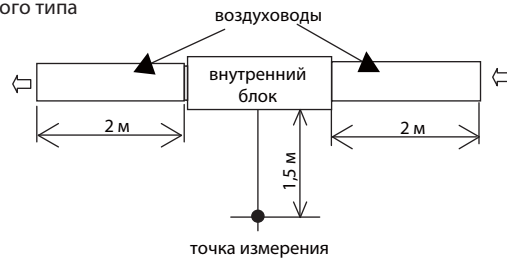 ого типа
воздуховоды
внутренний
блок
2 м
2 м
1,5 м
точка измерения